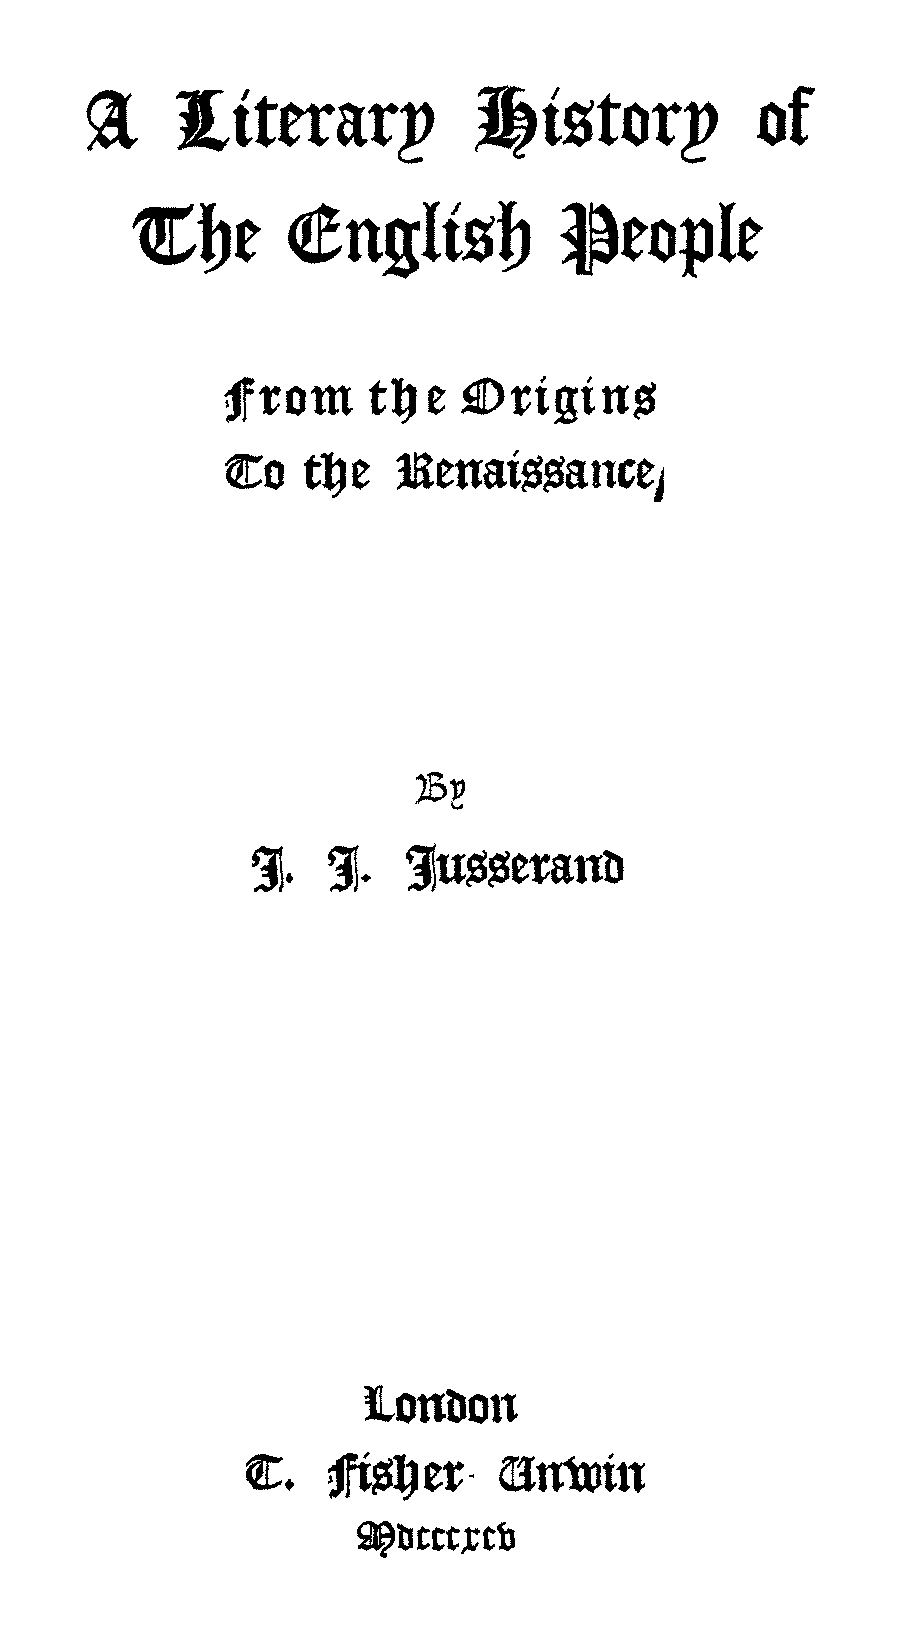 A Literary History of
The English People
From the Origins
To the Renaissance,
By
J. J. Jusserand
London
T. Fisher Unwin
Mdcccxcv